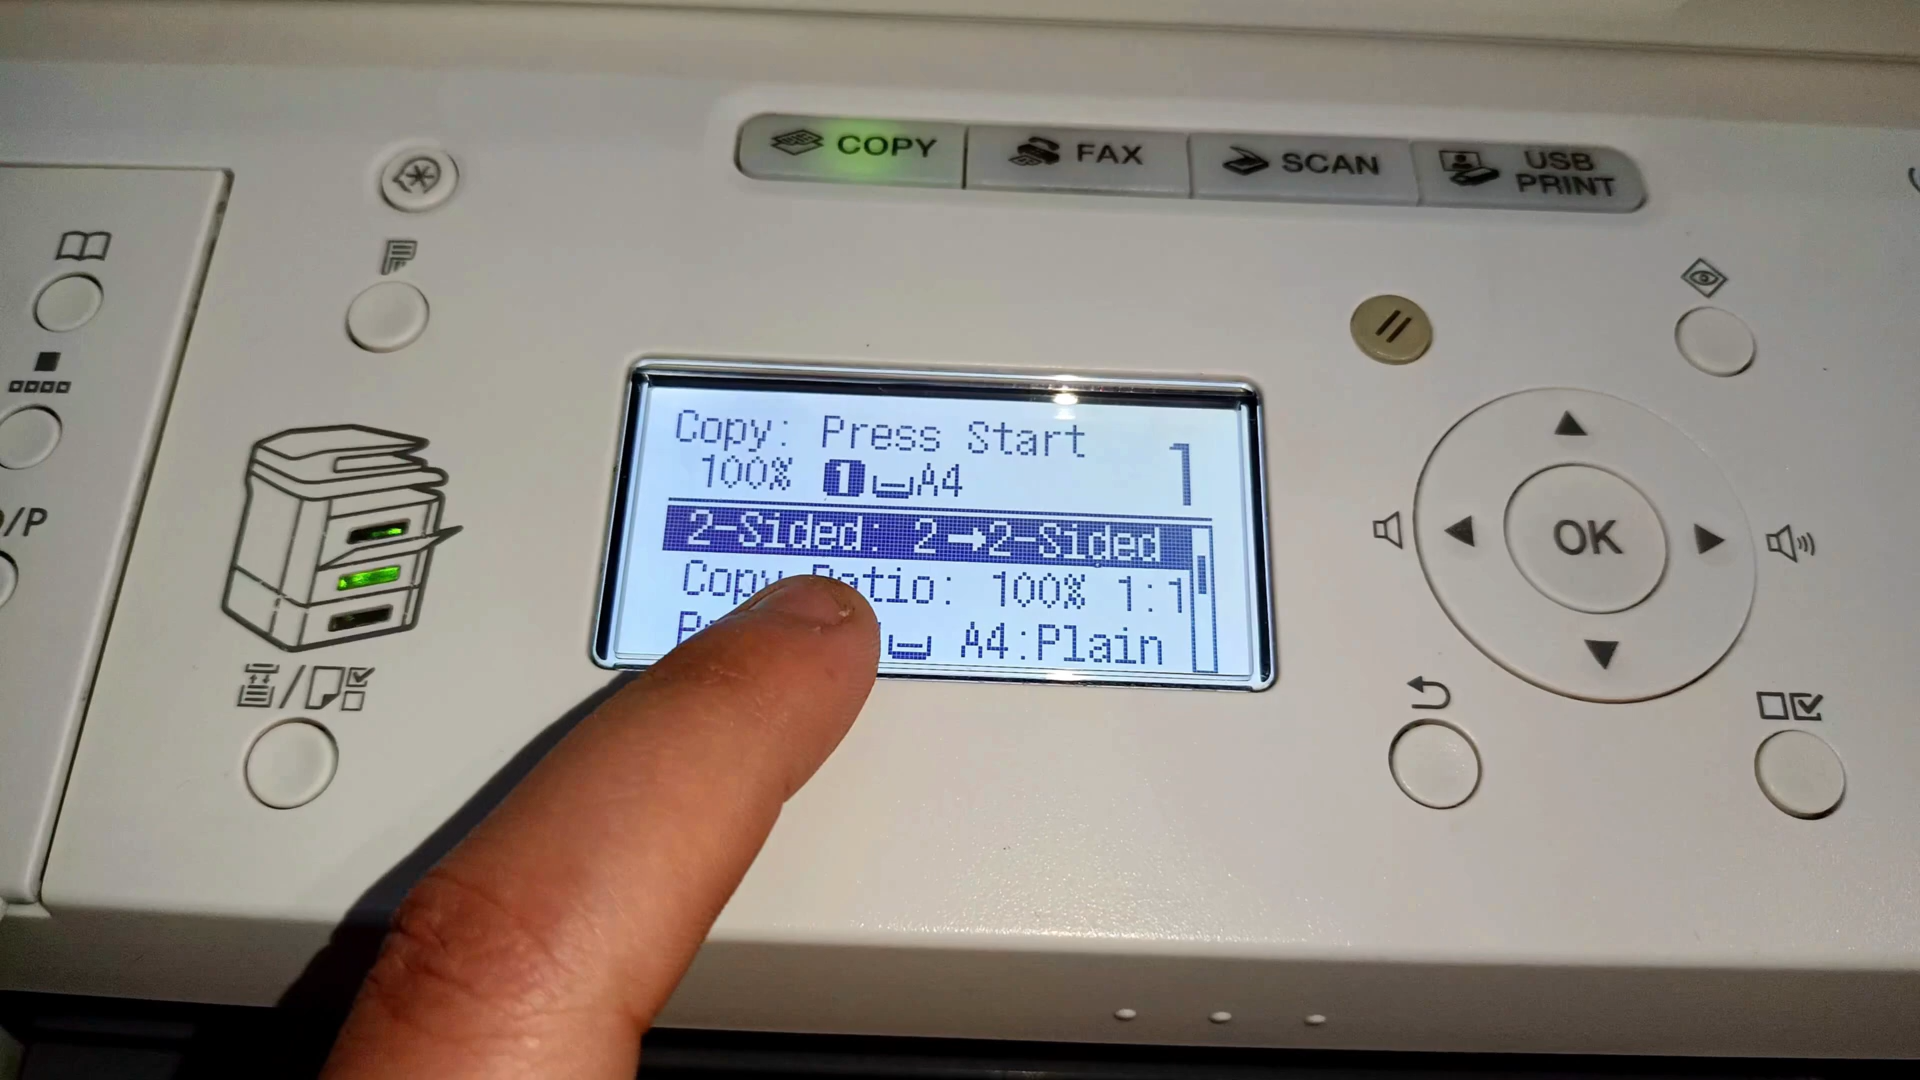 COPY
FAX
SCAN
USB
PRINT
Copy: Press Start
100% 1 A4
1
2-Sided: 2→2-Sided
Copy Ratio: 100% 1:1
A4:Plain
OK
/P